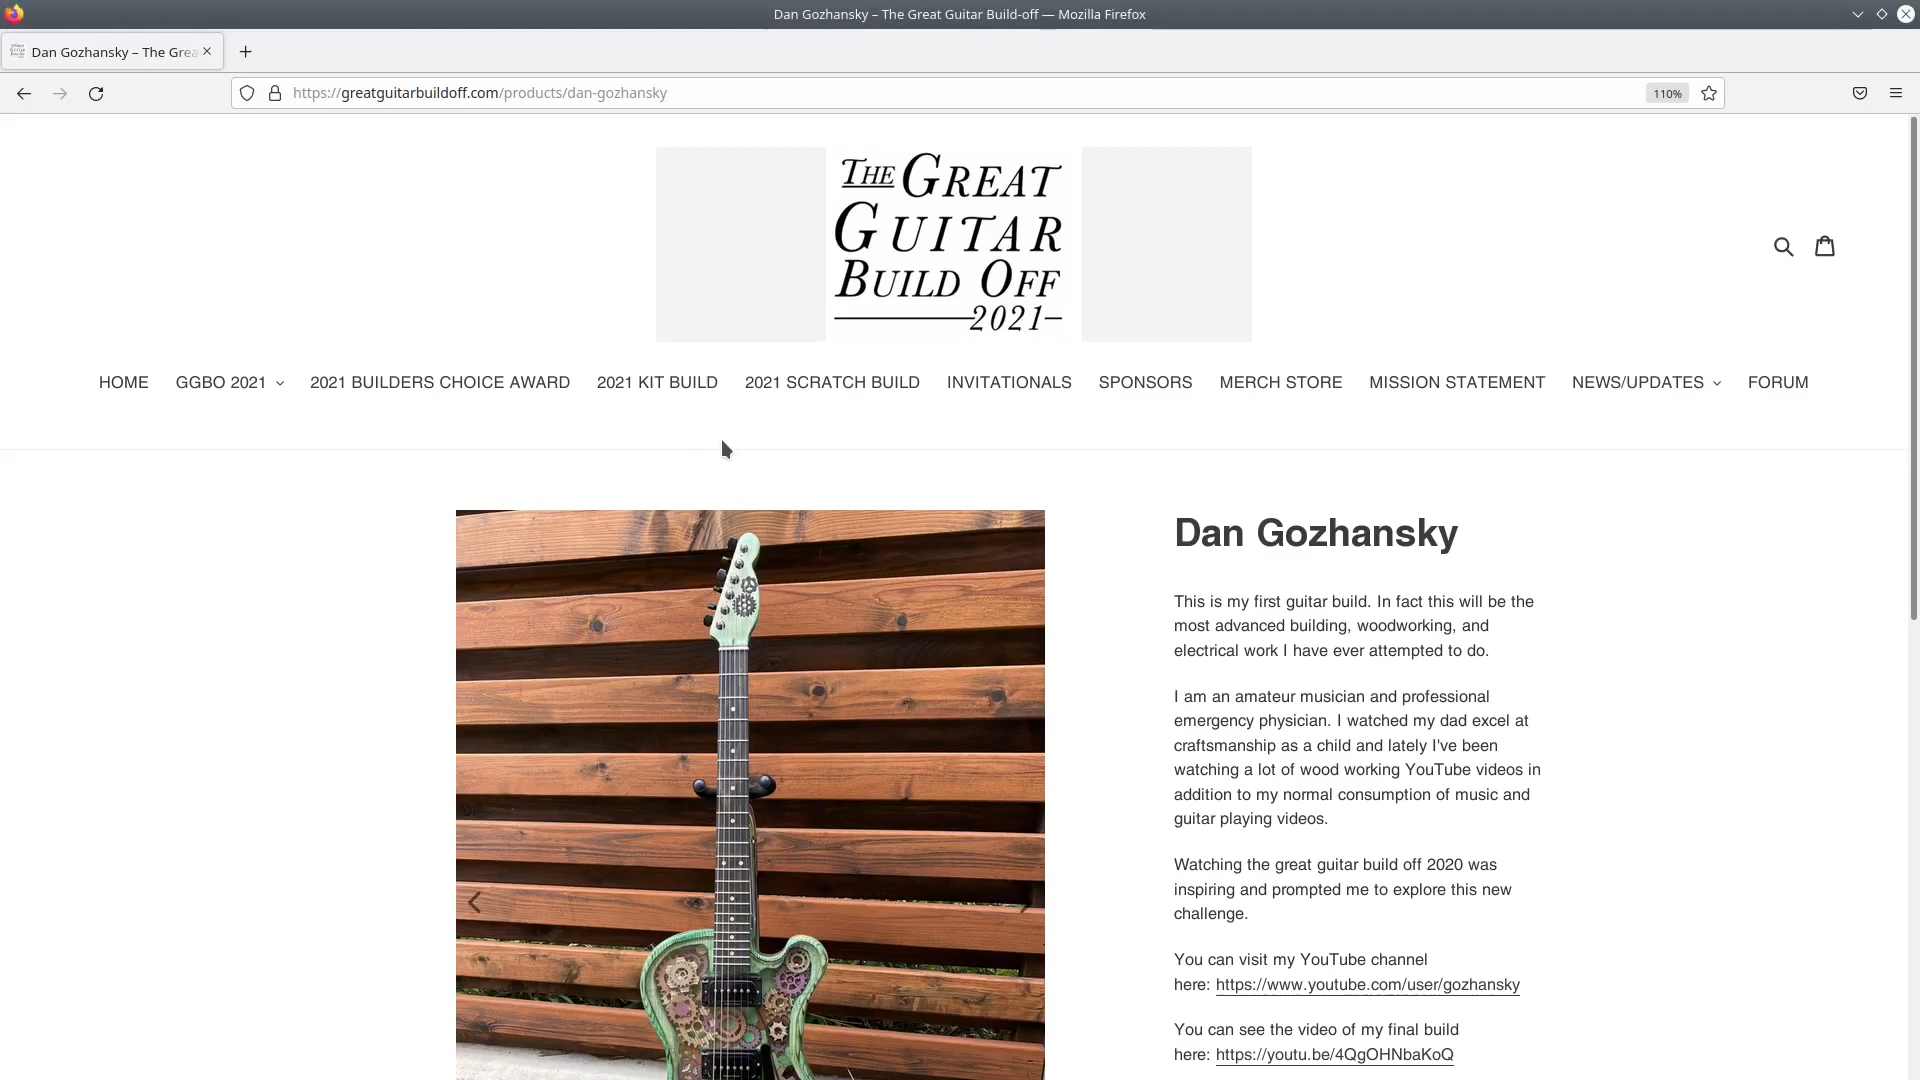 Dan Gozhansky – The Great Guitar Build-off — Mozilla Firefox
Dan Gozhansky – The Grea
https://greatguitarbuildoff.com/products/dan-gozhansky
110%
The Great
Guitar
Build Off
2021
HOME GGBO 2021 2021 BUILDERS CHOICE AWARD 2021 KIT BUILD 2021 SCRATCH BUILD INVITATIONALS SPONSORS MERCH STORE MISSION STATEMENT NEWS/UPDATES FORUM
Dan Gozhansky
This is my first guitar build. In fact this will be the
most advanced building, woodworking, and
electrical work I have ever attempted to do.
I am an amateur musician and professional
emergency physician. I watched my dad excel at
craftsmanship as a child and lately I've been
watching a lot of wood working YouTube videos in
addition to my normal consumption of music and
guitar playing videos.
Watching the great guitar build off 2020 was
inspiring and prompted me to explore this new
challenge.
You can visit my YouTube channel
here: https://www.youtube.com/user/gozhansky
You can see the video of my final build
here: https://youtu.be/4QgOHNbaKoQ